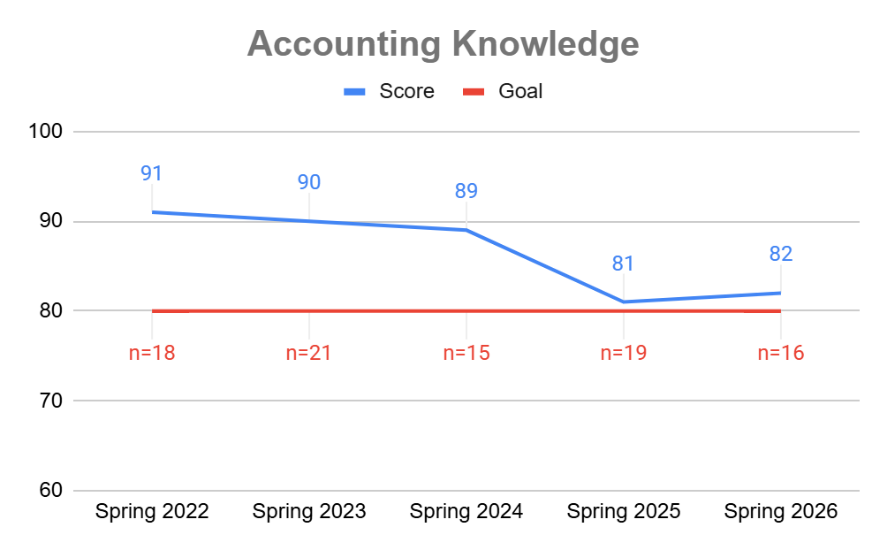 Accounting Knowledge
Score Goal
100
90
80
70
60
91
90
89
81
82
n=18
n=21
n=15
n=19
n=16
Spring 2022
Spring 2023
Spring 2024
Spring 2025
Spring 2026